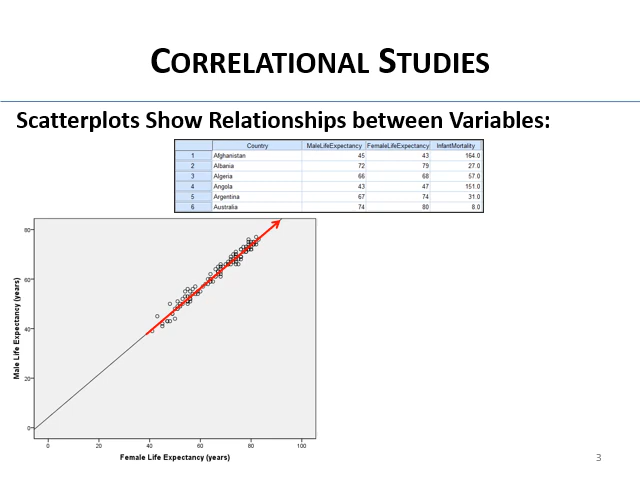 CORRELATIONAL STUDIES
Scatterplots Show Relationships between Variables:
Country MaleLifeExpectancy FemaleLifeExpectancy InfantMortality
1 Afghanistan 45 43 164.0
2 Albania 72 79 27.0
3 Algeria 66 68 57.0
4 Angola 43 47 151.0
5 Argentina 67 74 31.0
6 Australia 74 80 8.0
Male Life Expectancy (years)
80
60
40
20
0
0 20 40 60 80 100
Female Life Expectancy (years)
3